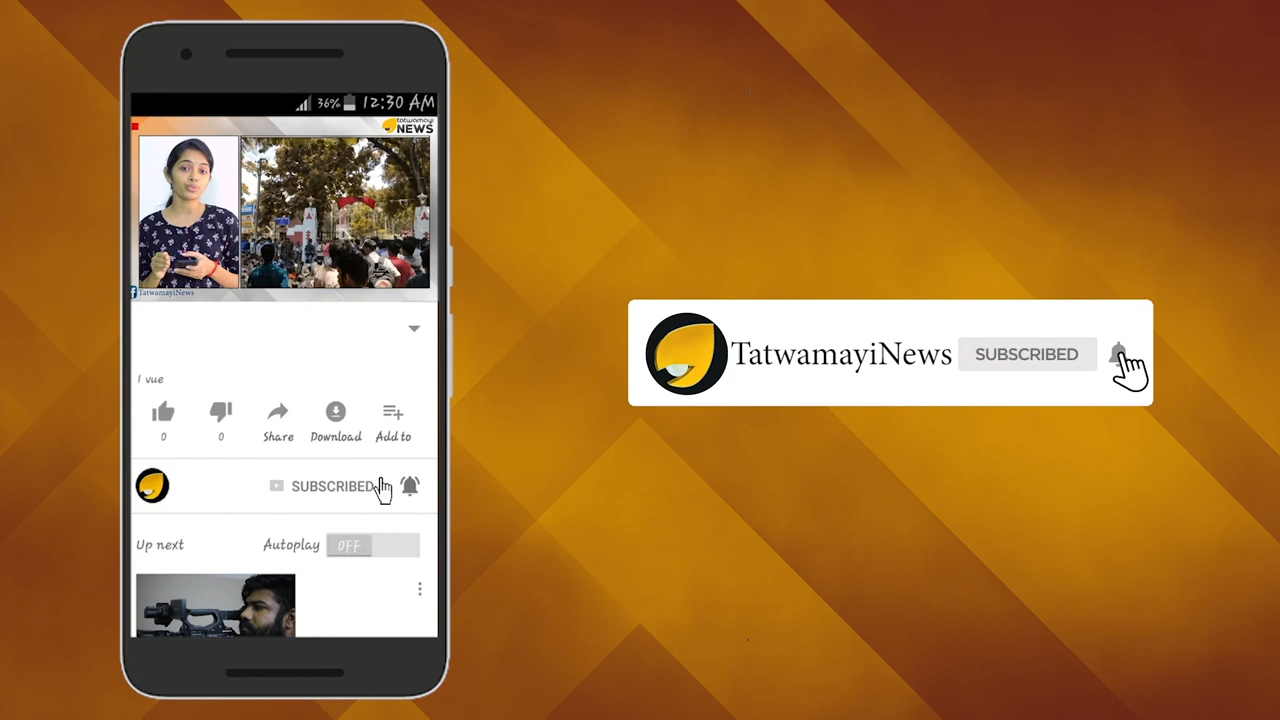 36% 12:30 AM
tatwamayi
NEWS
TatwamayiNews
1 vue
0 0 Share Download Add to
SUBSCRIBED
Up next Autoplay OFF
TatwamayiNews SUBSCRIBED